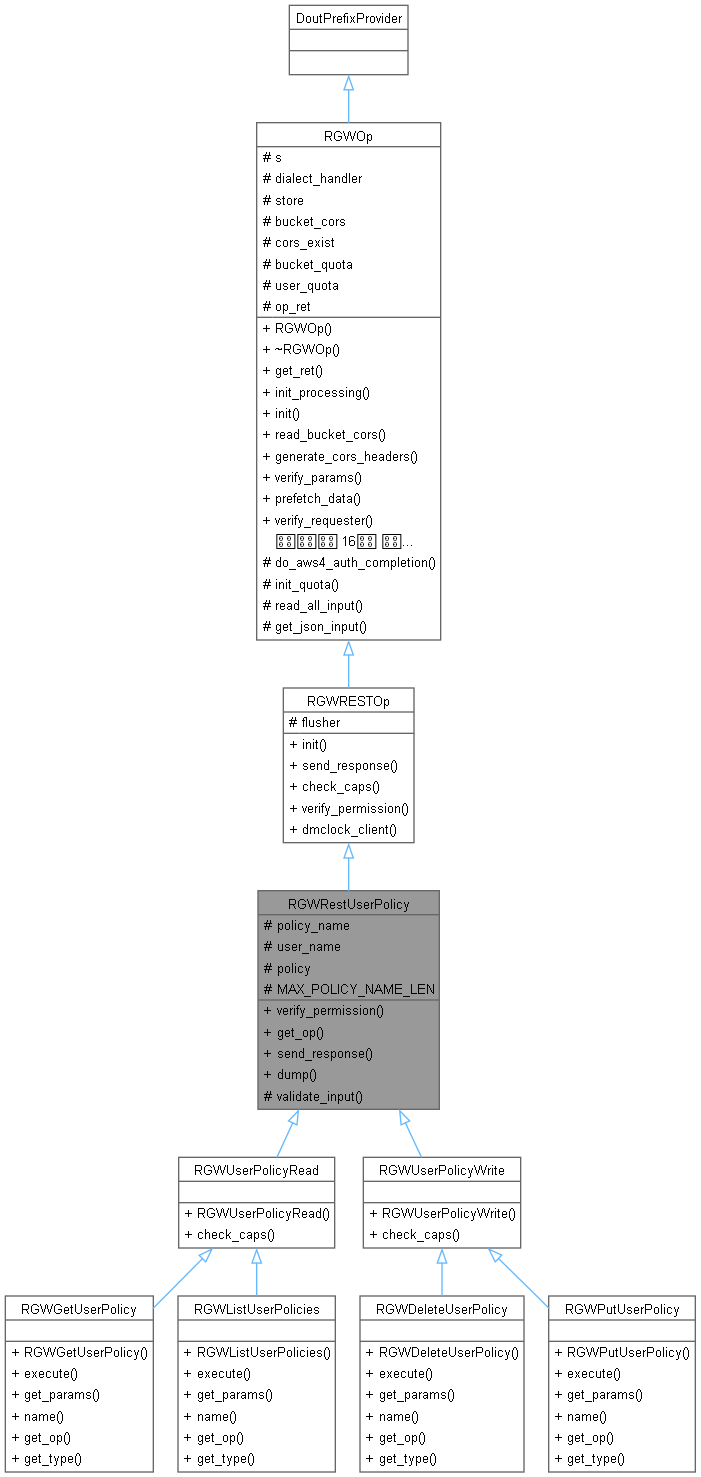 DoutPrefixProvider
RGWOp
# s
# dialect_handler
# store
# bucket_cors
# cors_exist
# bucket_quota
# user_quota
# op_ret
+ RGWOp()
+ ~RGWOp()
+ get_ret()
+ init_processing()
+ init()
+ read_bucket_cors()
+ generate_cors_headers()
+ verify_params()
+ prefetch_data()
+ verify_requester()
16 ...
# do_aws4_auth_completion()
# init_quota()
# read_all_input()
# get_json_input()
RGWRESTOp
# flusher
+ init()
+ send_response()
+ check_caps()
+ verify_permission()
+ dmclock_client()
RGWRestUserPolicy
# policy_name
# user_name
# policy
# MAX_POLICY_NAME_LEN
+ verify_permission()
+ get_op()
+ send_response()
+ dump()
# validate_input()
RGWUserPolicyRead
+ RGWUserPolicyRead()
+ check_caps()
RGWUserPolicyWrite
+ RGWUserPolicyWrite()
+ check_caps()
RGWGetUserPolicy
+ RGWGetUserPolicy()
+ execute()
+ get_params()
+ name()
+ get_op()
+ get_type()
RGWListUserPolicies
+ RGWListUserPolicies()
+ execute()
+ get_params()
+ name()
+ get_op()
+ get_type()
RGWDeleteUserPolicy
+ RGWDeleteUserPolicy()
+ execute()
+ get_params()
+ name()
+ get_op()
+ get_type()
RGWPutUserPolicy
+ RGWPutUserPolicy()
+ execute()
+ get_params()
+ name()
+ get_op()
+ get_type()